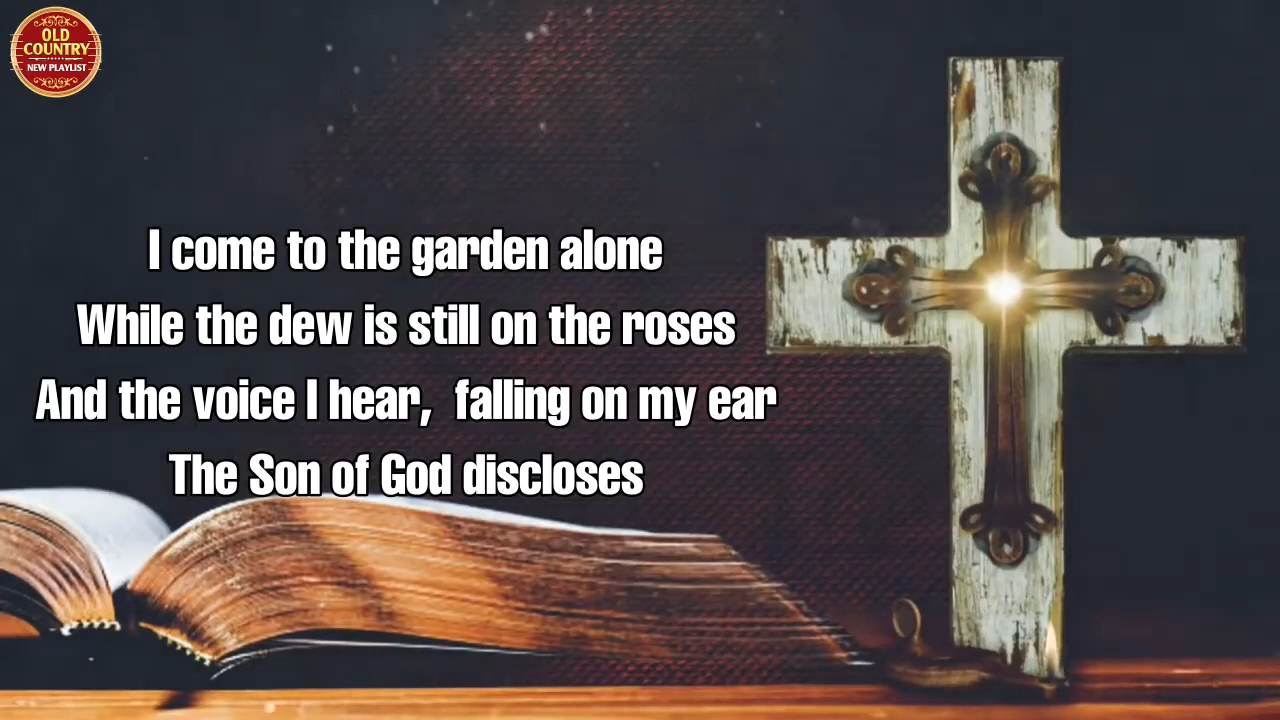 OLD
COUNTRY
NEW PLAYLIST
I come to the garden alone
While the dew is still on the roses
And the voice I hear,  falling on my ear
The Son of God discloses